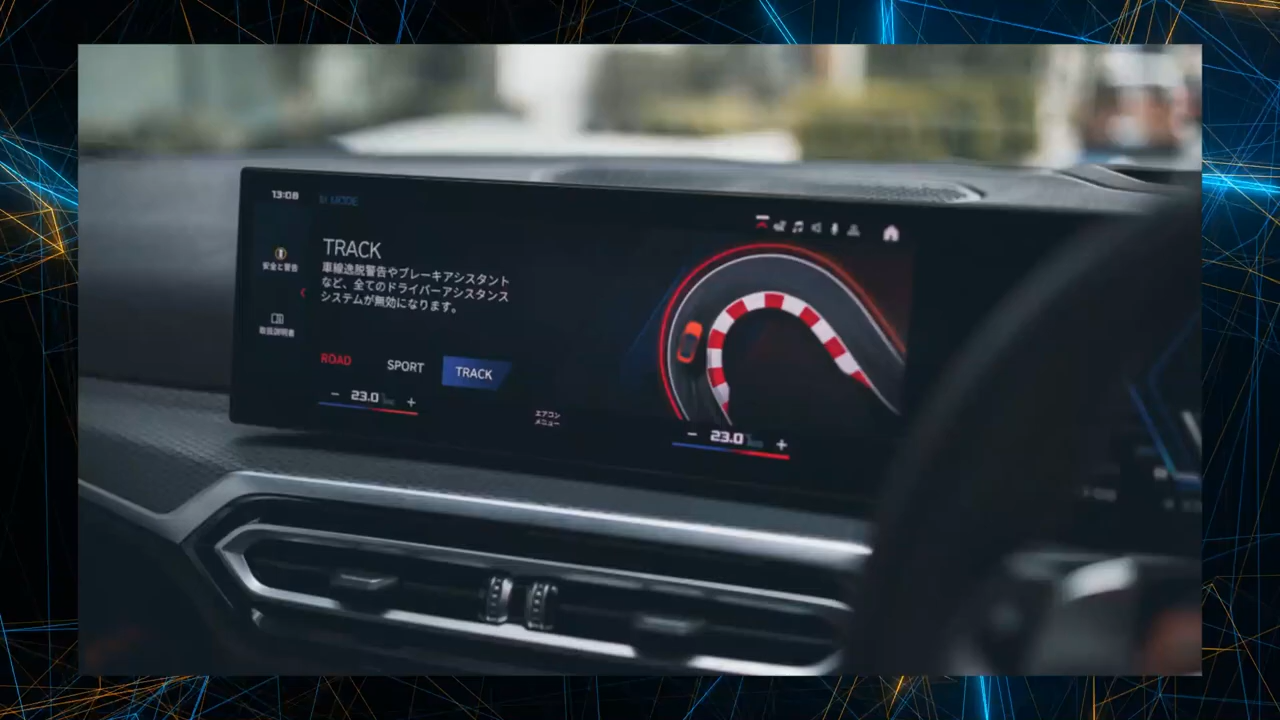 13:08
M MODE
安全と警告
取扱説明書
TRACK
車線逸脱警告やブレーキアシスタント
など、全てのドライバーアシスタンス
システムが無効になります。
ROAD
SPORT
TRACK
− 23.0 +
エアコン
メニュー
− 23.0 +